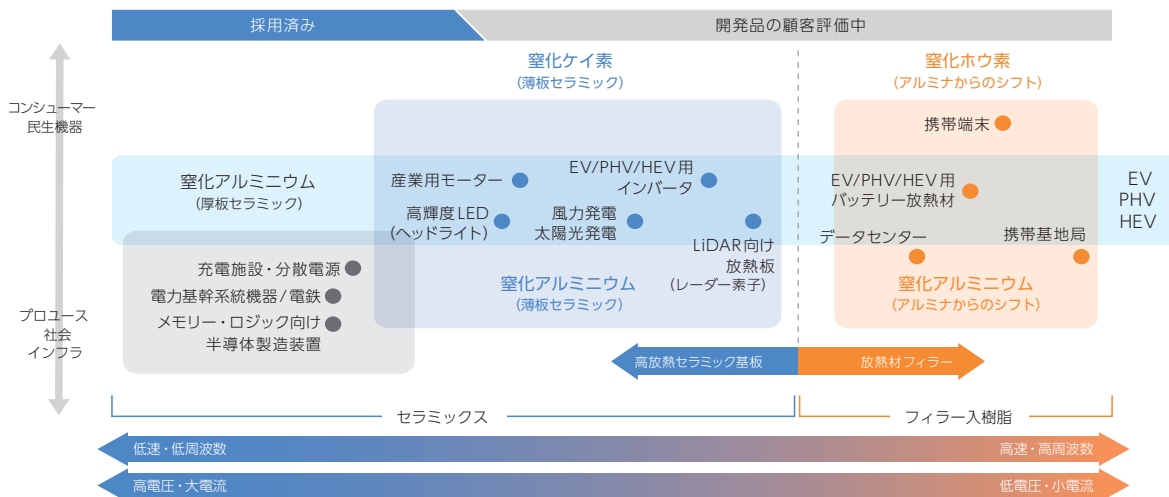 採用済み
開発品の顧客評価中
コンシューマー
民生機器
プロユース
社会
インフラ
窒化ケイ素
(薄板セラミック)
窒化ホウ素
(アルミナからのシフト)
携帯端末
窒化アルミニウム
(厚板セラミック)
産業用モーター
EV/PHV/HEV用
インバータ
高輝度LED
(ヘッドライト)
風力発電
太陽光発電
LiDAR向け
放熱板
(レーダー素子)
EV/PHV/HEV用
バッテリー放熱材
データセンター
携帯基地局
EV
PHV
HEV
充電施設・分散電源
電力基幹系統機器/電鉄
メモリー・ロジック向け
半導体製造装置
窒化アルミニウム
(薄板セラミック)
窒化アルミニウム
(アルミナからのシフト)
高放熱セラミック基板
放熱材フィラー
セラミックス
フィラー入樹脂
低速・低周波数
高速・高周波数
高電圧・大電流
低電圧・小電流